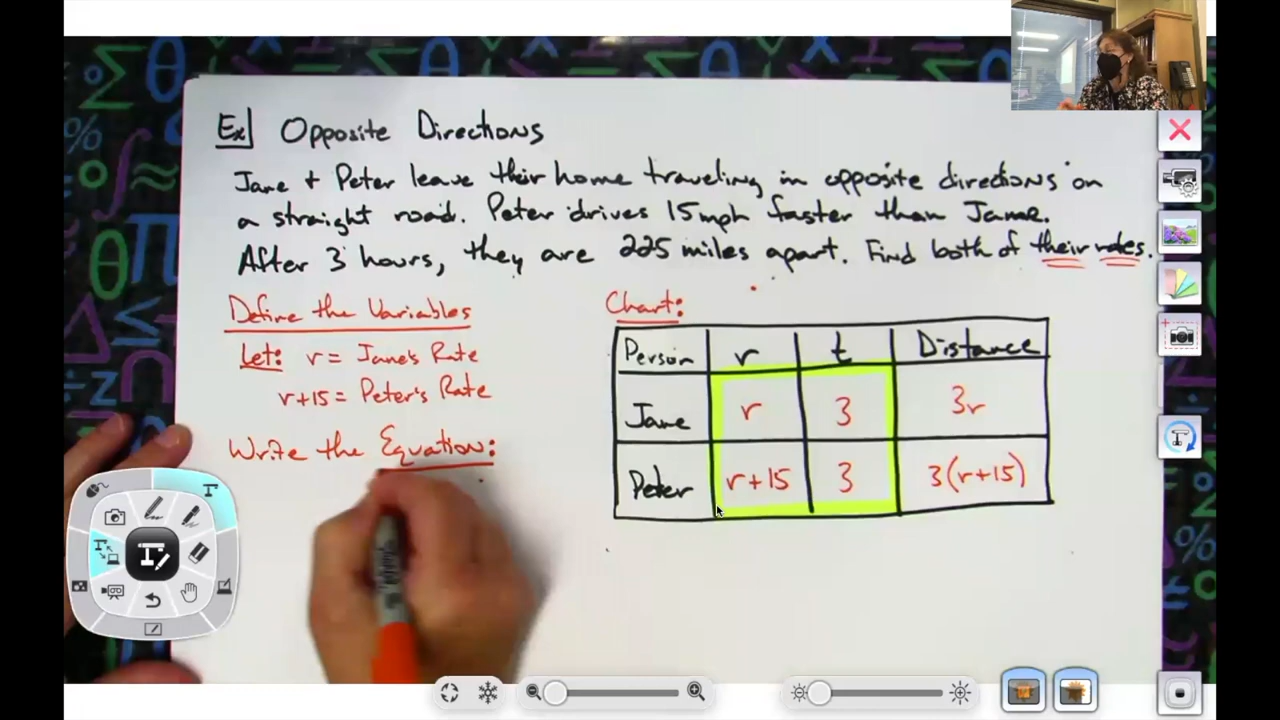 Ex Opposite Directions
Jane + Peter leave their home traveling in opposite directions on
a straight road. Peter drives 15mph faster than Jane.
After 3 hours, they are 225 miles apart. Find both of their rates.
Define the Variables
Let: r = Jane's Rate
r+15 = Peter's Rate
Write the Equation:
Chart:
Person r t Distance
Jane r 3 3r
Peter r+15 3 3(r+15)